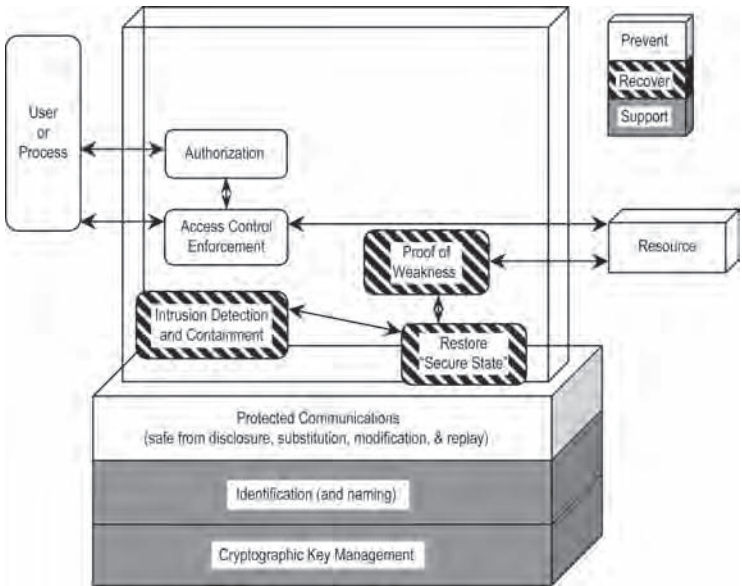 Prevent
Recover
Support
User
or
Process
Authorization
Access Control
Enforcement
Proof of
Weakness
Resource
Intrusion Detection
and Containment
Restore
“Secure State”
Protected Communications
(safe from disclosure, substitution, modification, & replay)
Identification (and naming)
Cryptographic Key Management